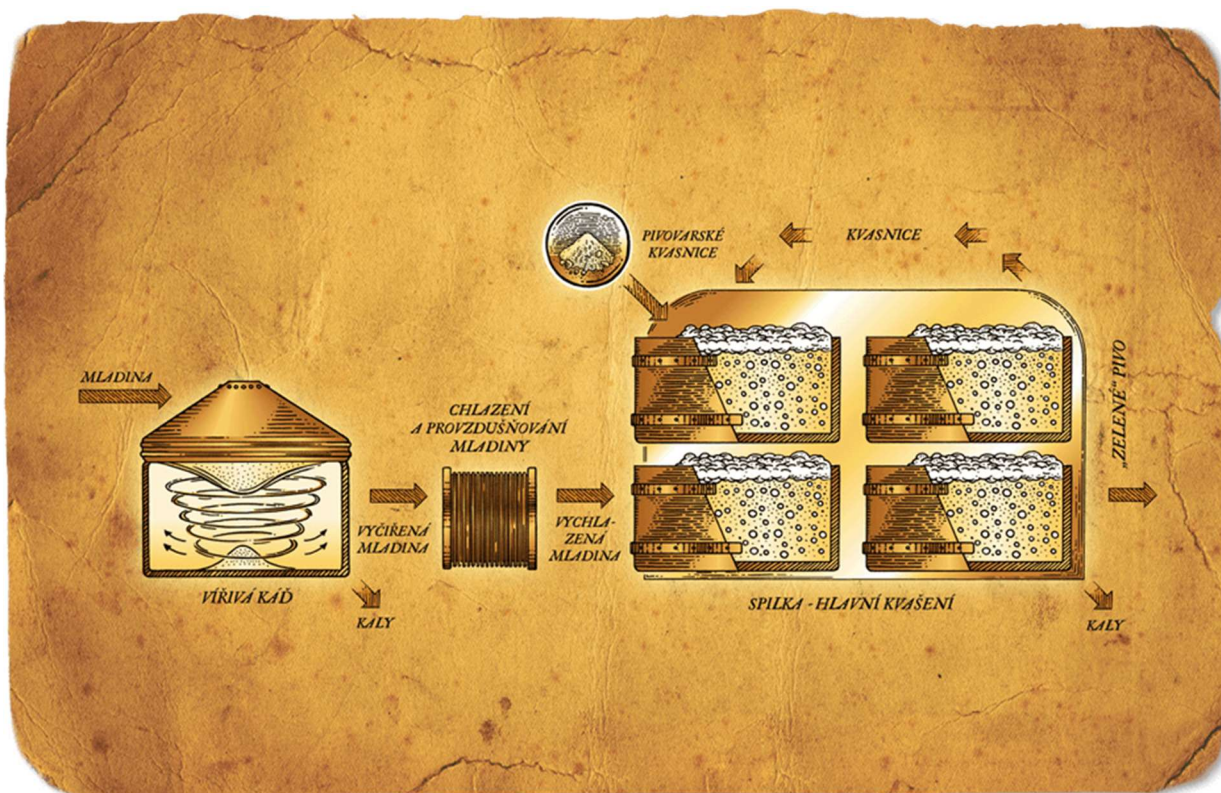 PIVOVARSKÉ
KVASNICE
KVASNICE
MLADINA
CHLAZENÍ
A PROVZDUŠŇOVÁNÍ
MLADINY
„ZELENÉ“ PIVO
VYČIŘENÁ
MLADINA
VYCHLA-
ZENÁ
MLADINA
VÍŘIVÁ KÁĎ
KALY
SPILKA - HLAVNÍ KVAŠENÍ
KALY